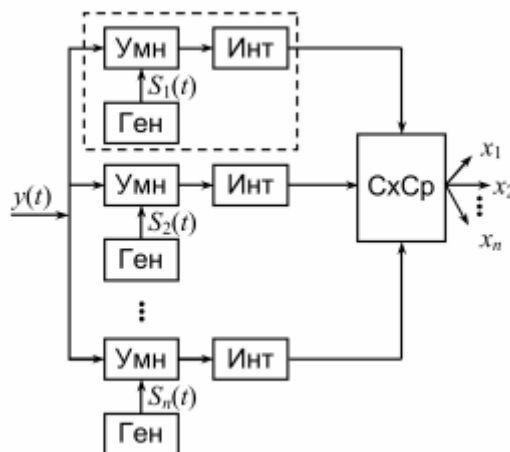 Умн
Инт
S₁(t)
Ген
x₁
Умн
Инт
СхСр
x₂
y(t)
S₂(t)
xₙ
Ген
Умн
Инт
Sₙ(t)
Ген